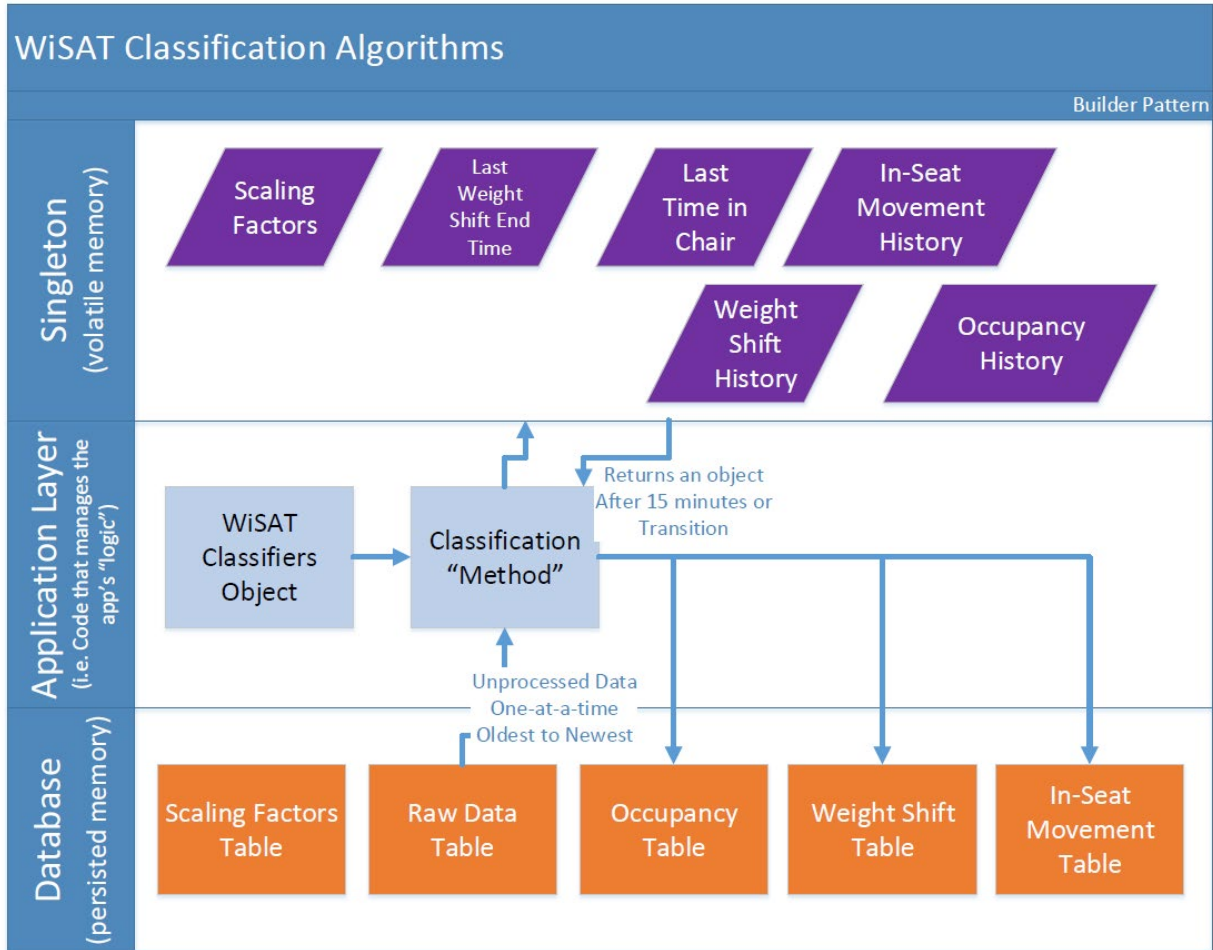 WiSAT Classification Algorithms
Builder Pattern
Singleton
(volatile memory)
Scaling
Factors
Last
Weight
Shift End
Time
Last
Time in
Chair
In-Seat
Movement
History
Weight
Shift
History
Occupancy
History
Application Layer
(i.e. Code that manages the
app's "logic")
WiSAT
Classifiers
Object
Classification
“Method”
Returns an object
After 15 minutes or
Transition
Unprocessed Data
One-at-a-time
Oldest to Newest
Database
(persisted memory)
Scaling Factors
Table
Raw Data
Table
Occupancy
Table
Weight Shift
Table
In-Seat
Movement
Table